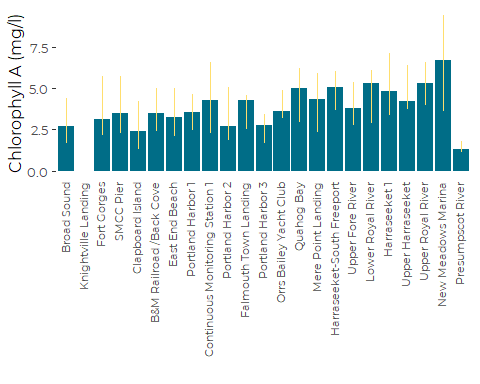 Chlorophyll A (mg/l)
7.5
5.0
2.5
0.0
Broad Sound
Knightville Landing
Fort Gorges
SMCC Pier
Clapboard Island
B&M Railroad / Back Cove
East End Beach
Portland Harbor 1
Continuous Monitoring Station 1
Portland Harbor 2
Falmouth Town Landing
Portland Harbor 3
Orrs Bailey Yacht Club
Quahog Bay
Mere Point Landing
Harraseeket-South Freeport
Upper Fore River
Lower Royal River
Harraseeket 1
Upper Harraseeket
Upper Royal River
New Meadows Marina
Presumpscot River